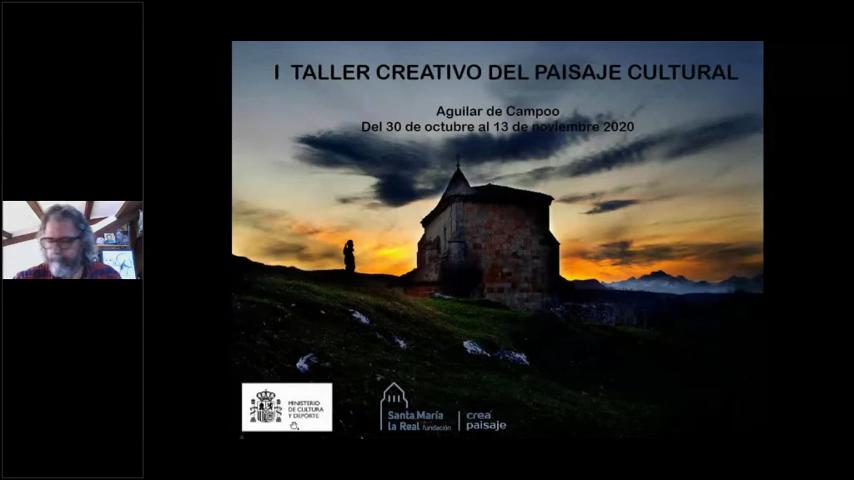 I TALLER CREATIVO DEL PAISAJE CULTURAL
Aguilar de Campoo
Del 30 de octubre al 13 de noviembre 2020
MINISTERIO
DE CULTURA
Y DEPORTE
Santa María
la Real fundación
crea
paisaje